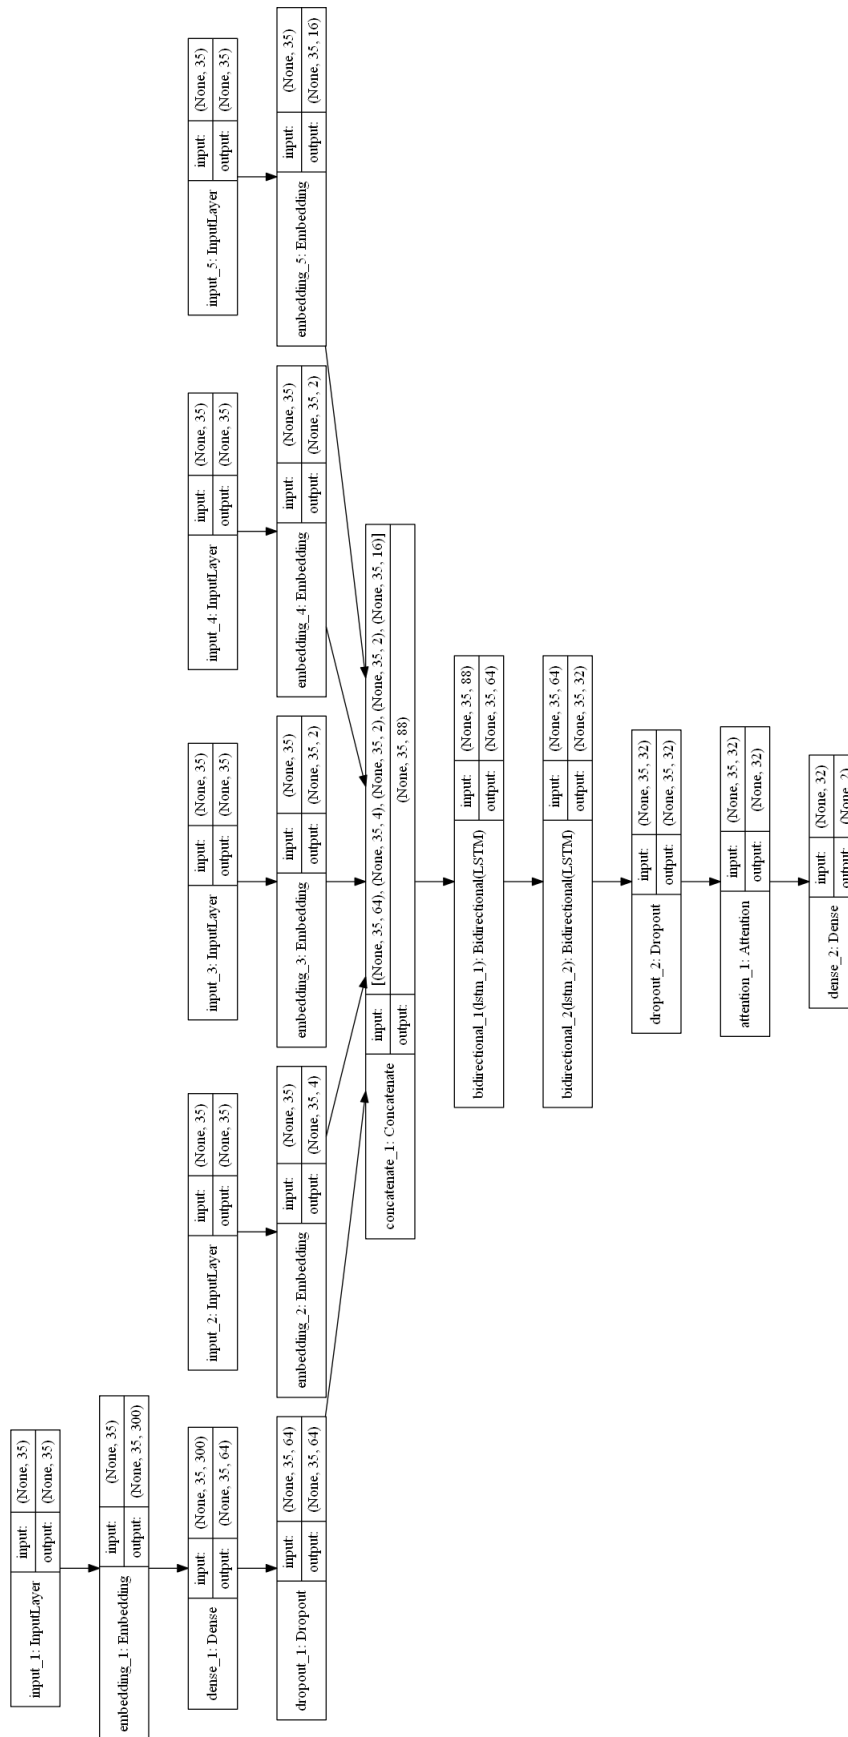 input_1: InputLayer
input:
(None, 35)
output:
(None, 35)
embedding_1: Embedding
input:
(None, 35)
output:
(None, 35, 300)
dense_1: Dense
input:
(None, 35, 300)
output:
(None, 35, 64)
input_2: InputLayer
input:
(None, 35)
output:
(None, 35)
input_3: InputLayer
input:
(None, 35)
output:
(None, 35)
input_4: InputLayer
input:
(None, 35)
output:
(None, 35)
input_5: InputLayer
input:
(None, 35)
output:
(None, 35)
dropout_1: Dropout
input:
(None, 35, 64)
output:
(None, 35, 64)
embedding_2: Embedding
input:
(None, 35)
output:
(None, 35, 4)
embedding_3: Embedding
input:
(None, 35)
output:
(None, 35, 2)
embedding_4: Embedding
input:
(None, 35)
output:
(None, 35, 2)
embedding_5: Embedding
input:
(None, 35)
output:
(None, 35, 16)
concatenate_1: Concatenate
input:
[(None, 35, 64), (None, 35, 4), (None, 35, 2), (None, 35, 2), (None, 35, 16)]
output:
(None, 35, 88)
bidirectional_1(lstm_1): Bidirectional(LSTM)
input:
(None, 35, 88)
output:
(None, 35, 64)
bidirectional_2(lstm_2): Bidirectional(LSTM)
input:
(None, 35, 64)
output:
(None, 35, 32)
dropout_2: Dropout
input:
(None, 35, 32)
output:
(None, 35, 32)
attention_1: Attention
input:
(None, 35, 32)
output:
(None, 32)
dense_2: Dense
input:
(None, 32)
output:
(None, 2)